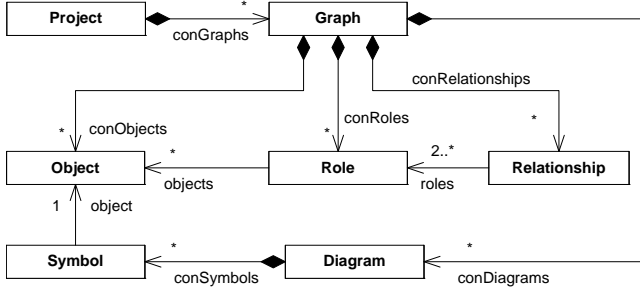 Project
*
Graph
conGraphs
conRelationships
*
conObjects
*
conRoles
*
Object
*
objects
Role
2..*
roles
Relationship
1
object
Symbol
*
conSymbols
Diagram
*
conDiagrams